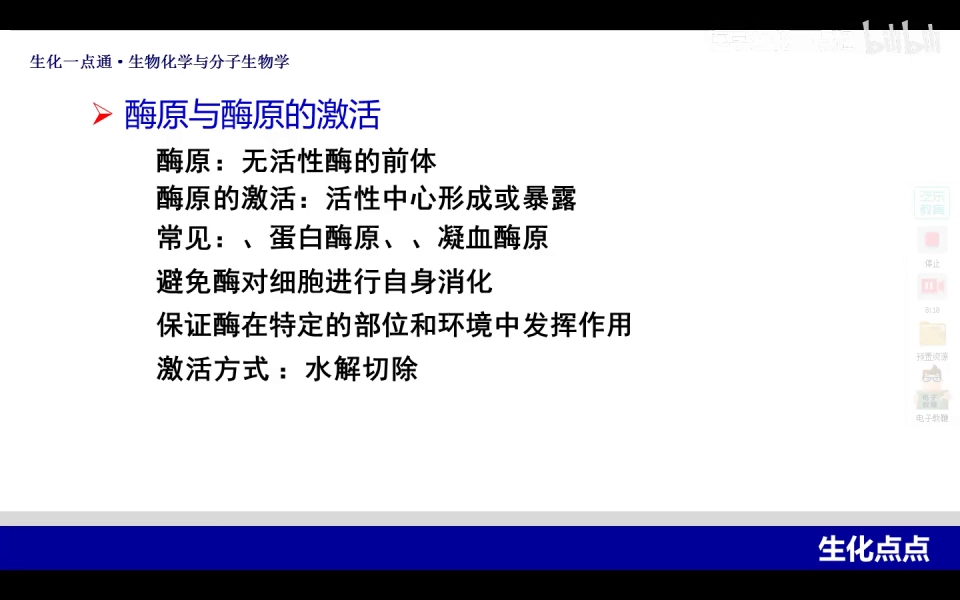 bilibili
生化一点通·生物化学与分子生物学
酶原与酶原的激活
酶原：无活性酶的前体
酶原的激活：活性中心形成或暴露
常见：、蛋白酶原、、凝血酶原
避免酶对细胞进行自身消化
保证酶在特定的部位和环境中发挥作用
激活方式：水解切除
停止
电子教鞭
生化点点